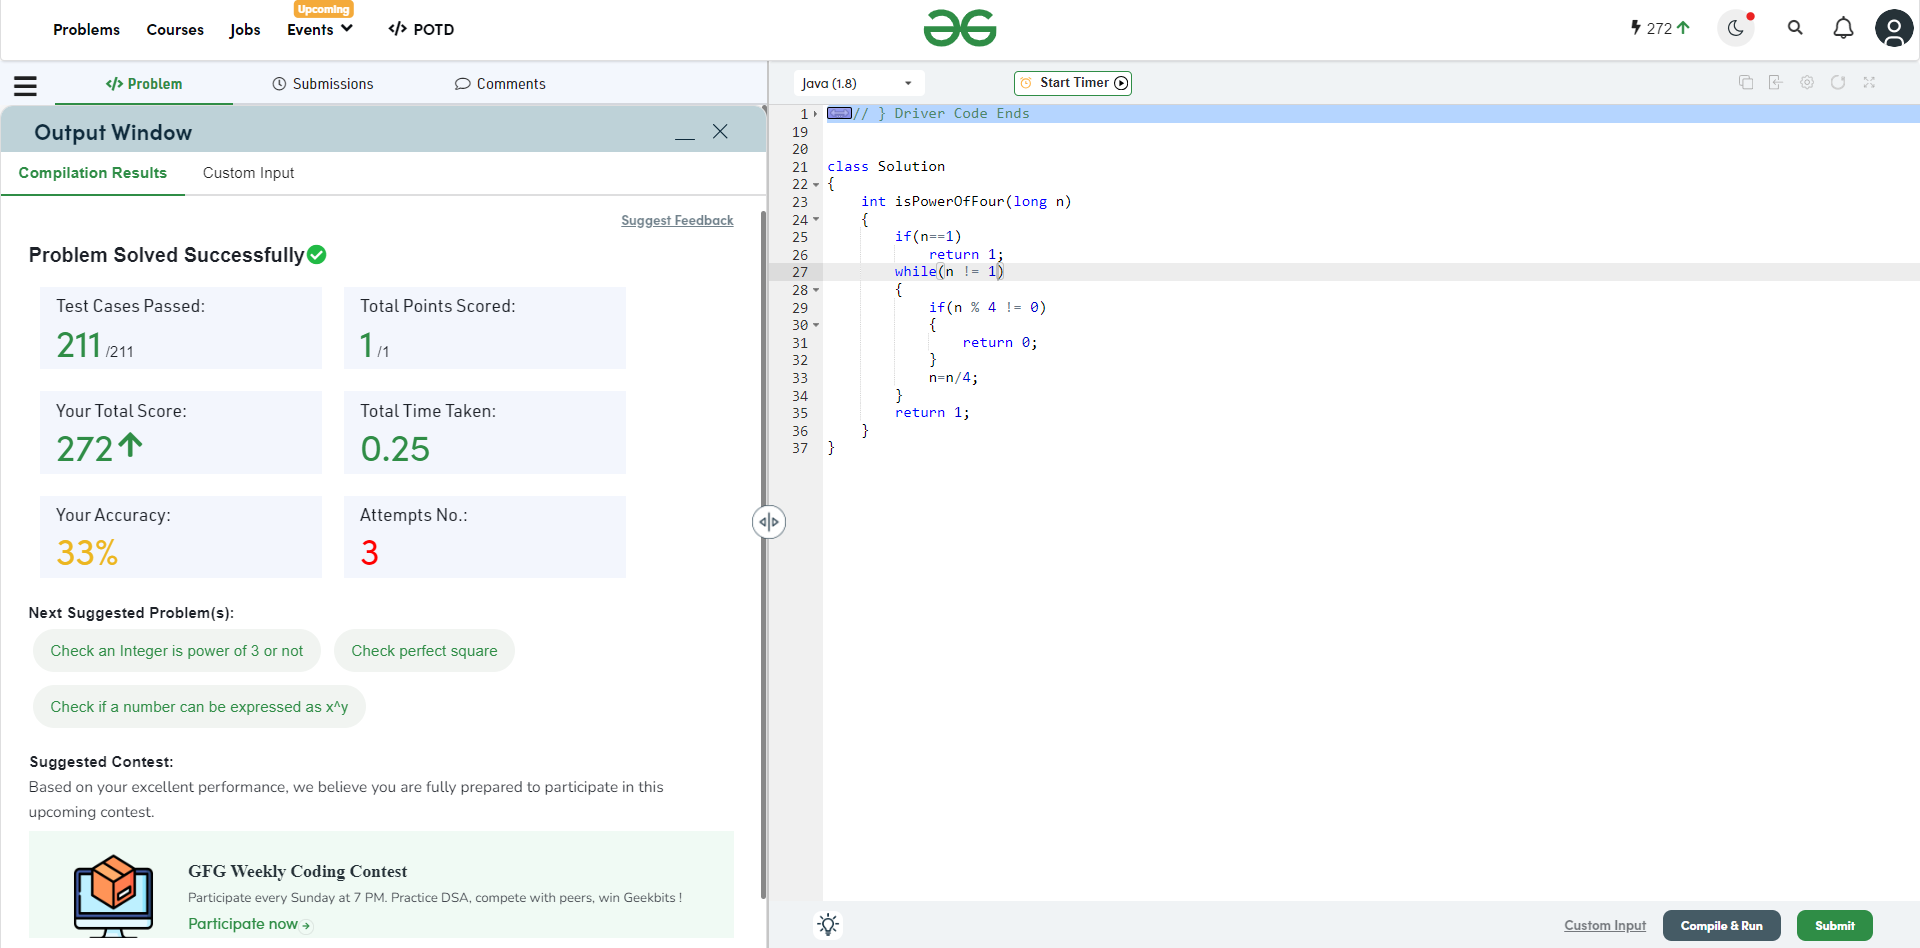 Upcoming
Problems Courses Jobs Events </> POTD
272
</> Problem Submissions Comments
Output Window
Compilation Results Custom Input
Suggest Feedback
Problem Solved Successfully
Test Cases Passed:
211 /211
Total Points Scored:
1 /1
Your Total Score:
272
Total Time Taken:
0.25
Your Accuracy:
33%
Attempts No.:
3
Next Suggested Problem(s):
Check an Integer is power of 3 or not
Check perfect square
Check if a number can be expressed as x^y
Suggested Contest:
Based on your excellent performance, we believe you are fully prepared to participate in this
upcoming contest.
GFG Weekly Coding Contest
Participate every Sunday at 7 PM. Practice DSA, compete with peers, win Geekbits !
Participate now
Java (1.8) Start Timer
1 // } Driver Code Ends
19
20
21 class Solution
22 {
23 int isPowerOfFour(long n)
24 {
25 if(n==1)
26 return 1;
27 while(n != 1)
28 {
29 if(n % 4 != 0)
30 {
31 return 0;
32 }
33 n=n/4;
34 }
35 return 1;
36 }
37 }
Custom Input Compile & Run Submit